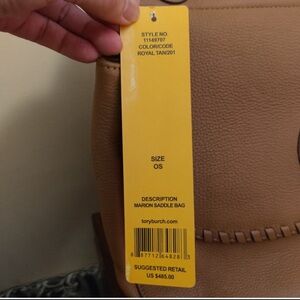 STYLE NO.
11149707
COLOR/CODE
ROYAL TAN/201
SIZE
OS
DESCRIPTION
MARION SADDLE BAG
toryburch.com
SUGGESTED RETAIL
US $485.00